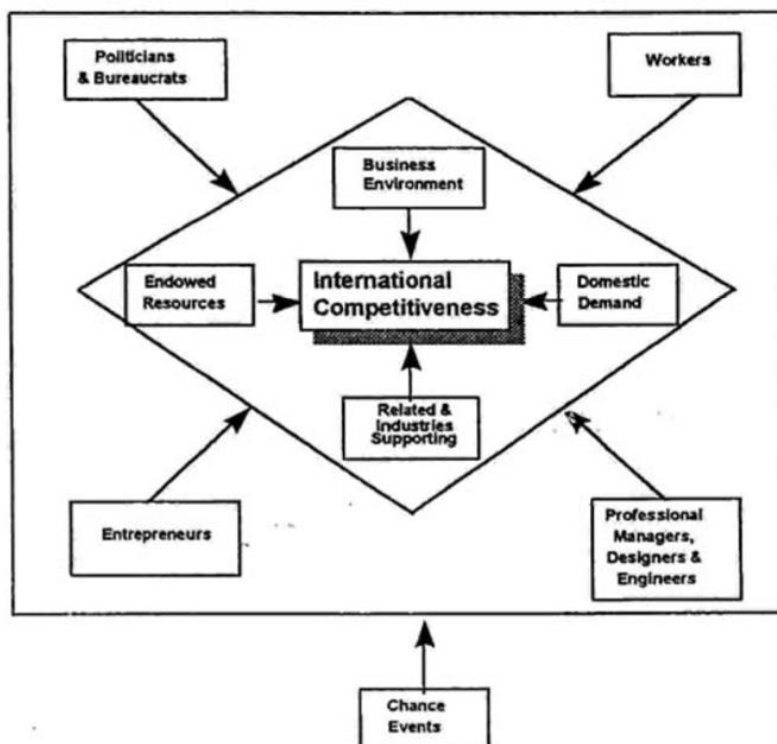 Politicians
& Bureaucrats
Workers
Business
Environment
Endowed
Resources
International
Competitiveness
Domestic
Demand
Related &
Industries
Supporting
Entrepreneurs
Professional
Managers,
Designers &
Engineers
Chance
Events